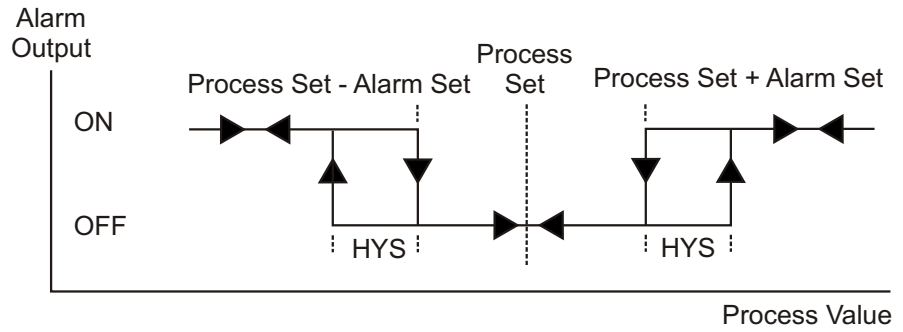 Alarm
Output
Process
Set
Process Set - Alarm Set
Process Set + Alarm Set
ON
OFF
HYS
HYS
Process Value